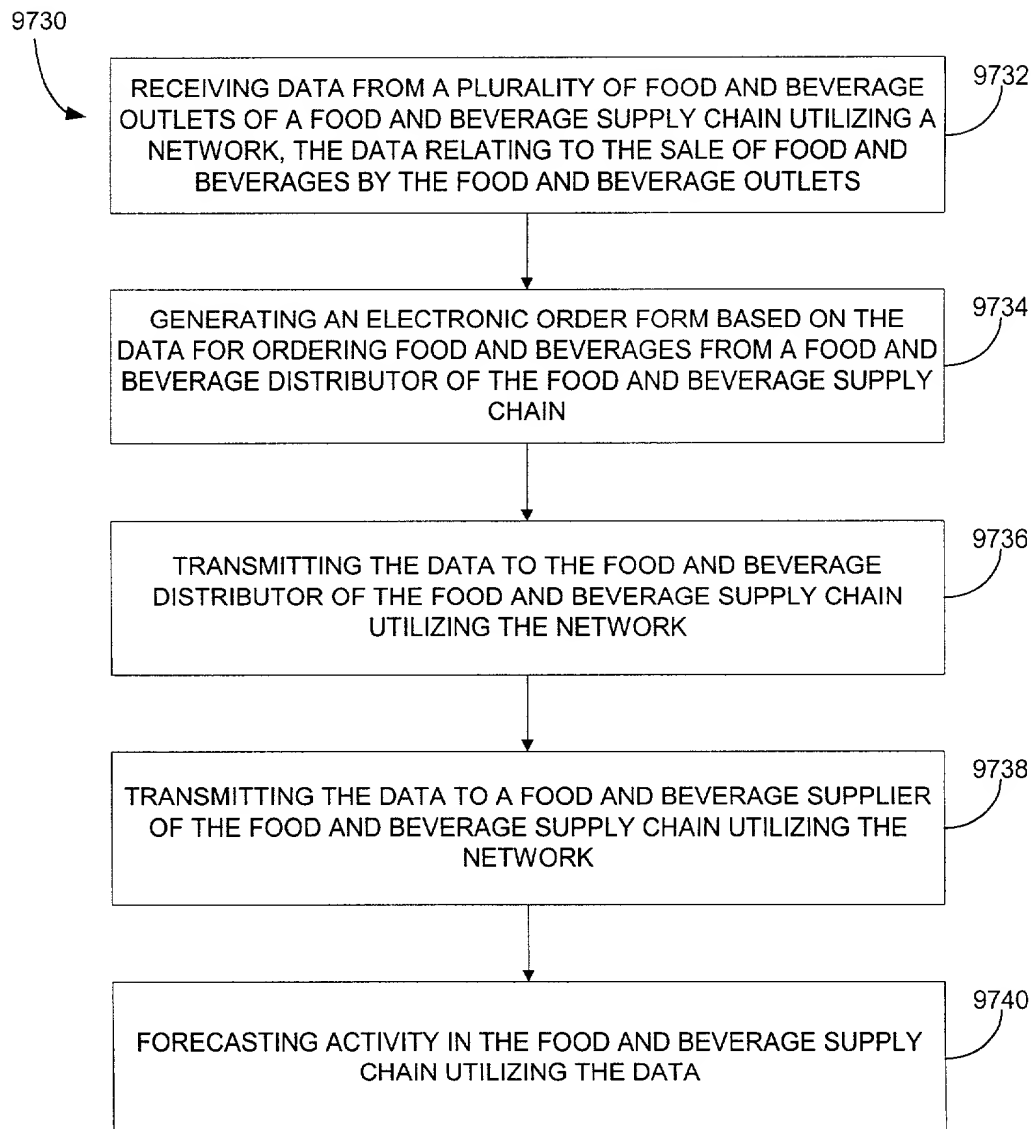 9730
9732
RECEIVING DATA FROM A PLURALITY OF FOOD AND BEVERAGE
OUTLETS OF A FOOD AND BEVERAGE SUPPLY CHAIN UTILIZING A
NETWORK, THE DATA RELATING TO THE SALE OF FOOD AND
BEVERAGES BY THE FOOD AND BEVERAGE OUTLETS
9734
GENERATING AN ELECTRONIC ORDER FORM BASED ON THE
DATA FOR ORDERING FOOD AND BEVERAGES FROM A FOOD AND
BEVERAGE DISTRIBUTOR OF THE FOOD AND BEVERAGE SUPPLY
CHAIN
9736
TRANSMITTING THE DATA TO THE FOOD AND BEVERAGE
DISTRIBUTOR OF THE FOOD AND BEVERAGE SUPPLY CHAIN
UTILIZING THE NETWORK
9738
TRANSMITTING THE DATA TO A FOOD AND BEVERAGE SUPPLIER
OF THE FOOD AND BEVERAGE SUPPLY CHAIN UTILIZING THE
NETWORK
9740
FORECASTING ACTIVITY IN THE FOOD AND BEVERAGE SUPPLY
CHAIN UTILIZING THE DATA